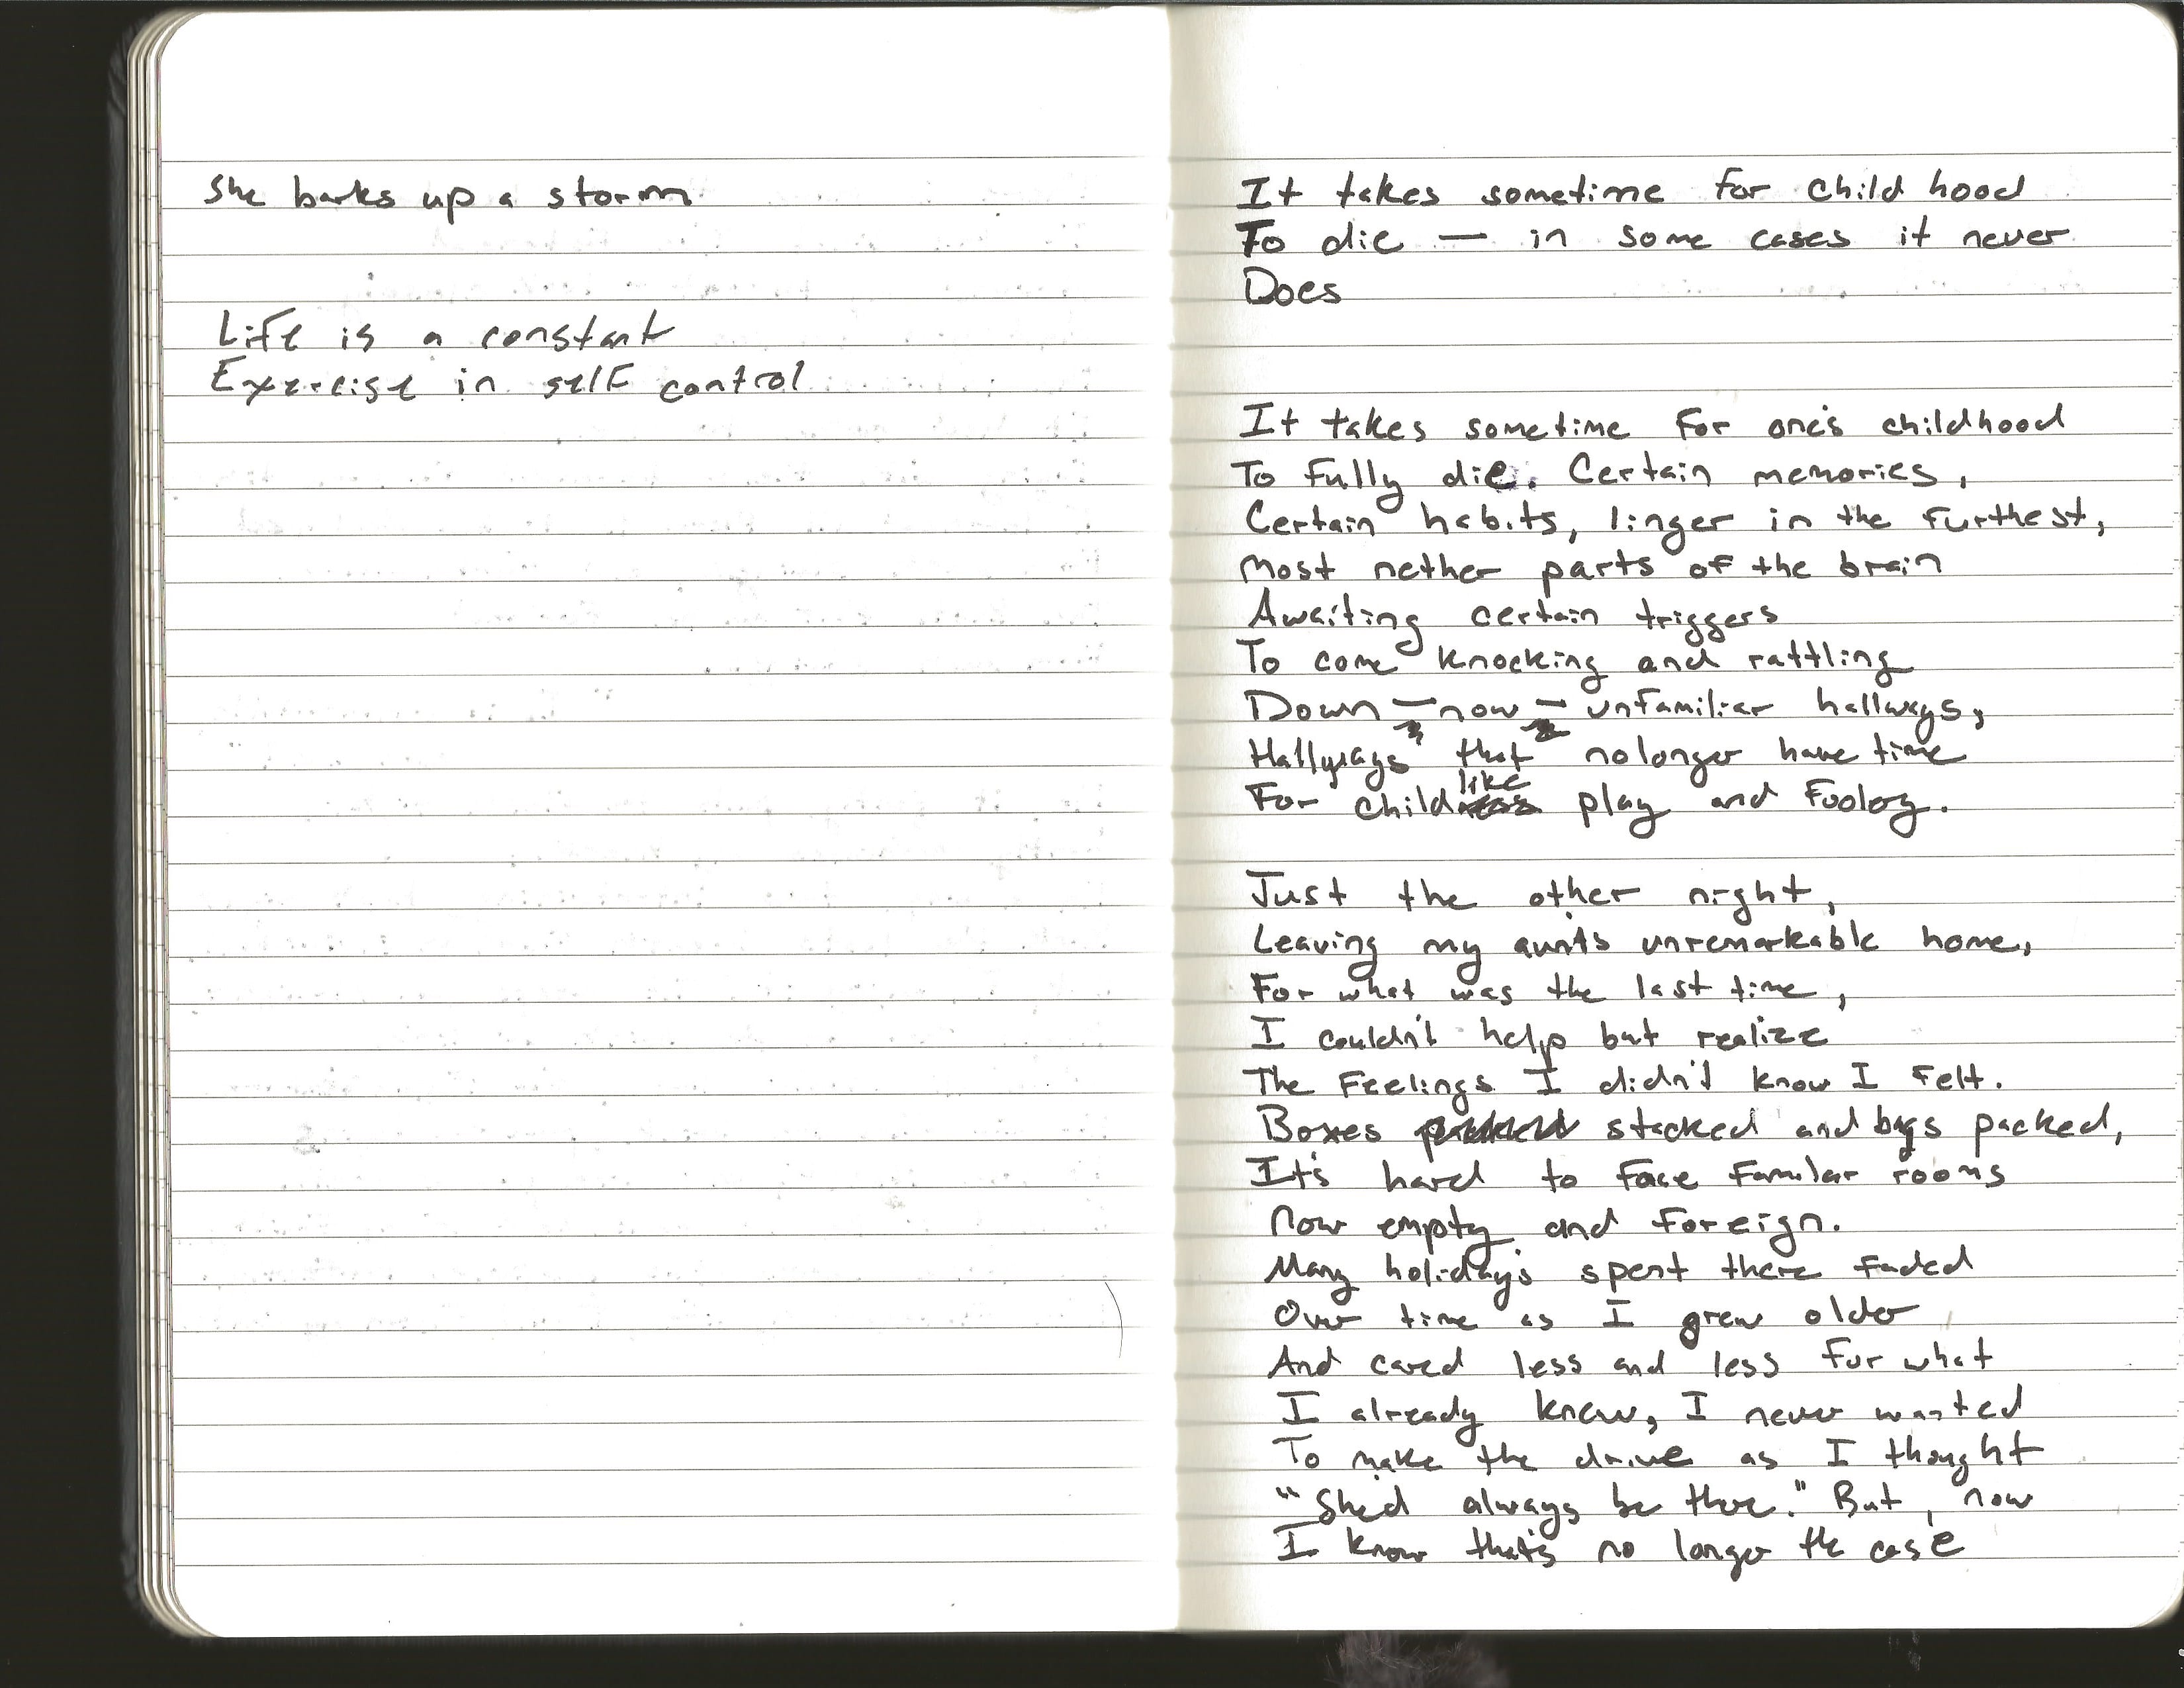 She barks up a storm
Life is a constant
Exercise in self control
It takes sometime for child hood
To die — in some cases it never
Does
It takes sometime for one's childhood
To fully die. Certain memories,
Certain habits, linger in the furthest,
Most nether parts of the brain
Awaiting certain triggers
To come knocking and rattling
Down — now — unfamiliar hallways,
Hallways that no longer have time
For childlike play and
Just the other night,
Leaving my aunt's unremarkable home,
For what was the last time,
I couldn't help but realize
The feelings I didn't know I felt.
Boxes stacked and bags packed,
It's hard to face familar rooms
Now empty and foreign.
Many holiday's spent there faded
Over time as I grew older
And cared less and less for what
I already knew, I never wanted
To make the drive as I thought
"She'd always be there." But, now
I know that's no longer the case